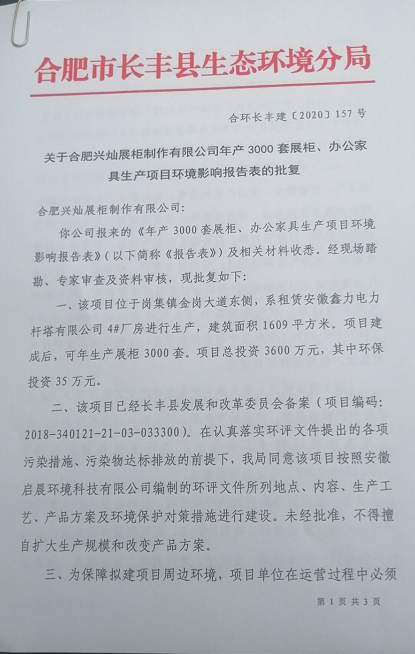 合肥市长丰县生态环境分局
合环长丰建〔2020〕157号
关于合肥兴灿展柜制作有限公司年产3000套展柜、办公家
具生产项目环境影响报告表的批复
合肥兴灿展柜制作有限公司：
你公司报来的《年产3000套展柜、办公家具生产项目环境
影响报告表》（以下简称《报告表》）及相关材料收悉。经现场踏
勘、专家审查及资料审核，现批复如下：
一、该项目位于岗集镇金岗大道东侧，系租赁安徽鑫力电力
杆塔有限公司4#厂房进行生产，建筑面积1609平方米。项目建
成后，可年生产展柜3000套。项目总投资3600万元，其中环保
投资35万元。
二、该项目已经长丰县发展和改革委员会备案（项目编码：
2018-340121-21-03-033300）。在认真落实环评文件提出的各项
污染措施、污染物达标排放的前提下，我局同意该项目按照安徽
启晨环境科技有限公司编制的环评文件所列地点、内容、生产工
艺、产品方案及环境保护对策措施进行建设。未经批准，不得擅
自扩大生产规模和改变产品方案。
三、为保障拟建项目周边环境，项目单位在运营过程中必须
第1页共3页